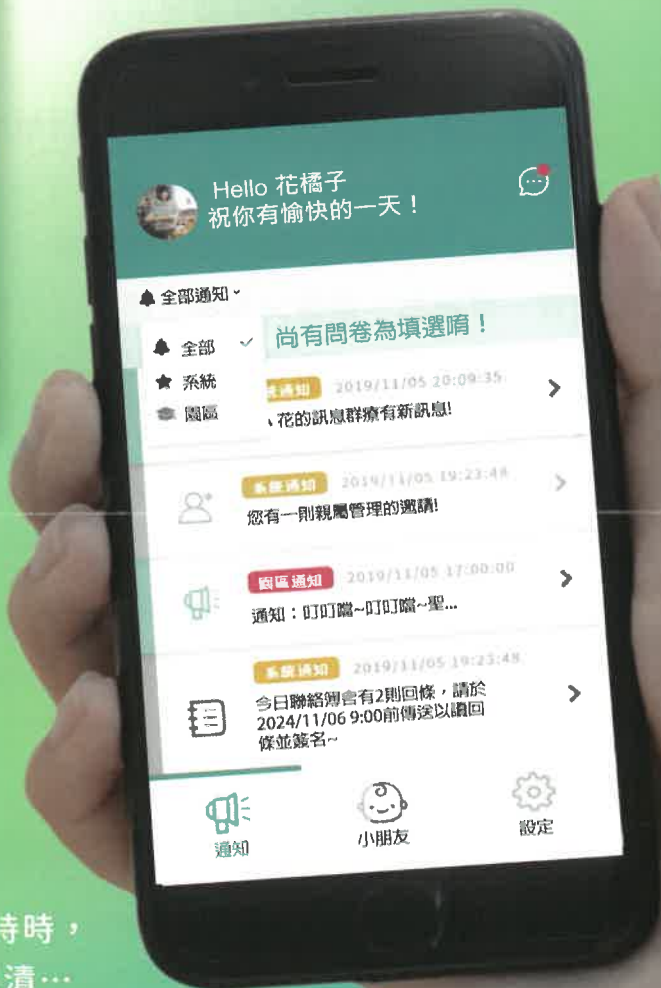 Hello 花橘子
祝你有愉快的一天！
全部通知
全部
尚有問卷為填選唷！
系統
園區
通知 2019/11/05 20:09:35
花的訊息群療有新訊息!
系統通知 2019/11/05 19:23:48
您有一則親屬管理的邀請!
園區通知 2019/11/05 17:00:00
通知：叮叮噹~叮叮噹~聖...
系統通知 2019/11/05 19:23:48
今日聯絡簿含有2則回條，請於
2024/11/06 9:00前傳送以讀回
條並簽名~
通知
小朋友
設定
時，
清…